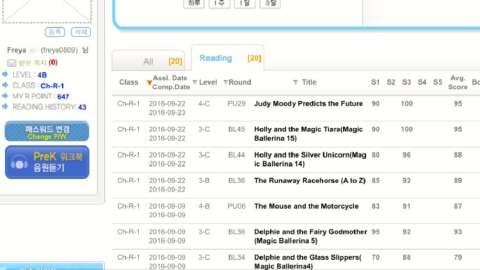 등록 삭제
Freya (freya0809) 님
받은 쪽지 (0)
LEVEL : 4B
CLASS : Ch-R-1
MY R POINT : 647
READING HISTORY: 43
패스워드 변경
Change P/W
PreK 워크북
음원듣기
하루 1주 1달 3달
All [20] Reading [20]
Class Assi. Date Comp.Date Level Round Title S1 S2 S3 S4 S5 Avg. Score
Ch-R-1 2016-09-22 2016-09-23 4-C PU29 Judy Moody Predicts the Future 90 100 95
Ch-R-1 2016-09-22 2016-09-22 3-C BL45 Holly and the Magic Tiara(Magic Ballerina 15) 90 100 95
Ch-R-1 2016-09-22 2016-09-22 3-C BL44 Holly and the Silver Unicorn(Magic Ballerina 14) 80 96 88
Ch-R-1 2016-09-22 2016-09-22 3-B BL36 The Runaway Racehorse (A to Z) 85 92 89
Ch-R-1 2016-09-09 2016-09-09 4-B PU06 The Mouse and the Motorcycle 83 91 87
Ch-R-1 2016-09-09 2016-09-09 3-C BL36 Delphie and the Fairy Godmother (Magic Ballerina 5) 95 92 93
Ch-R-1 2016-09-09 2016-09-09 3-C BL34 Delphie and the Glass Slippers(Magic Ballerina4) 70 88 79